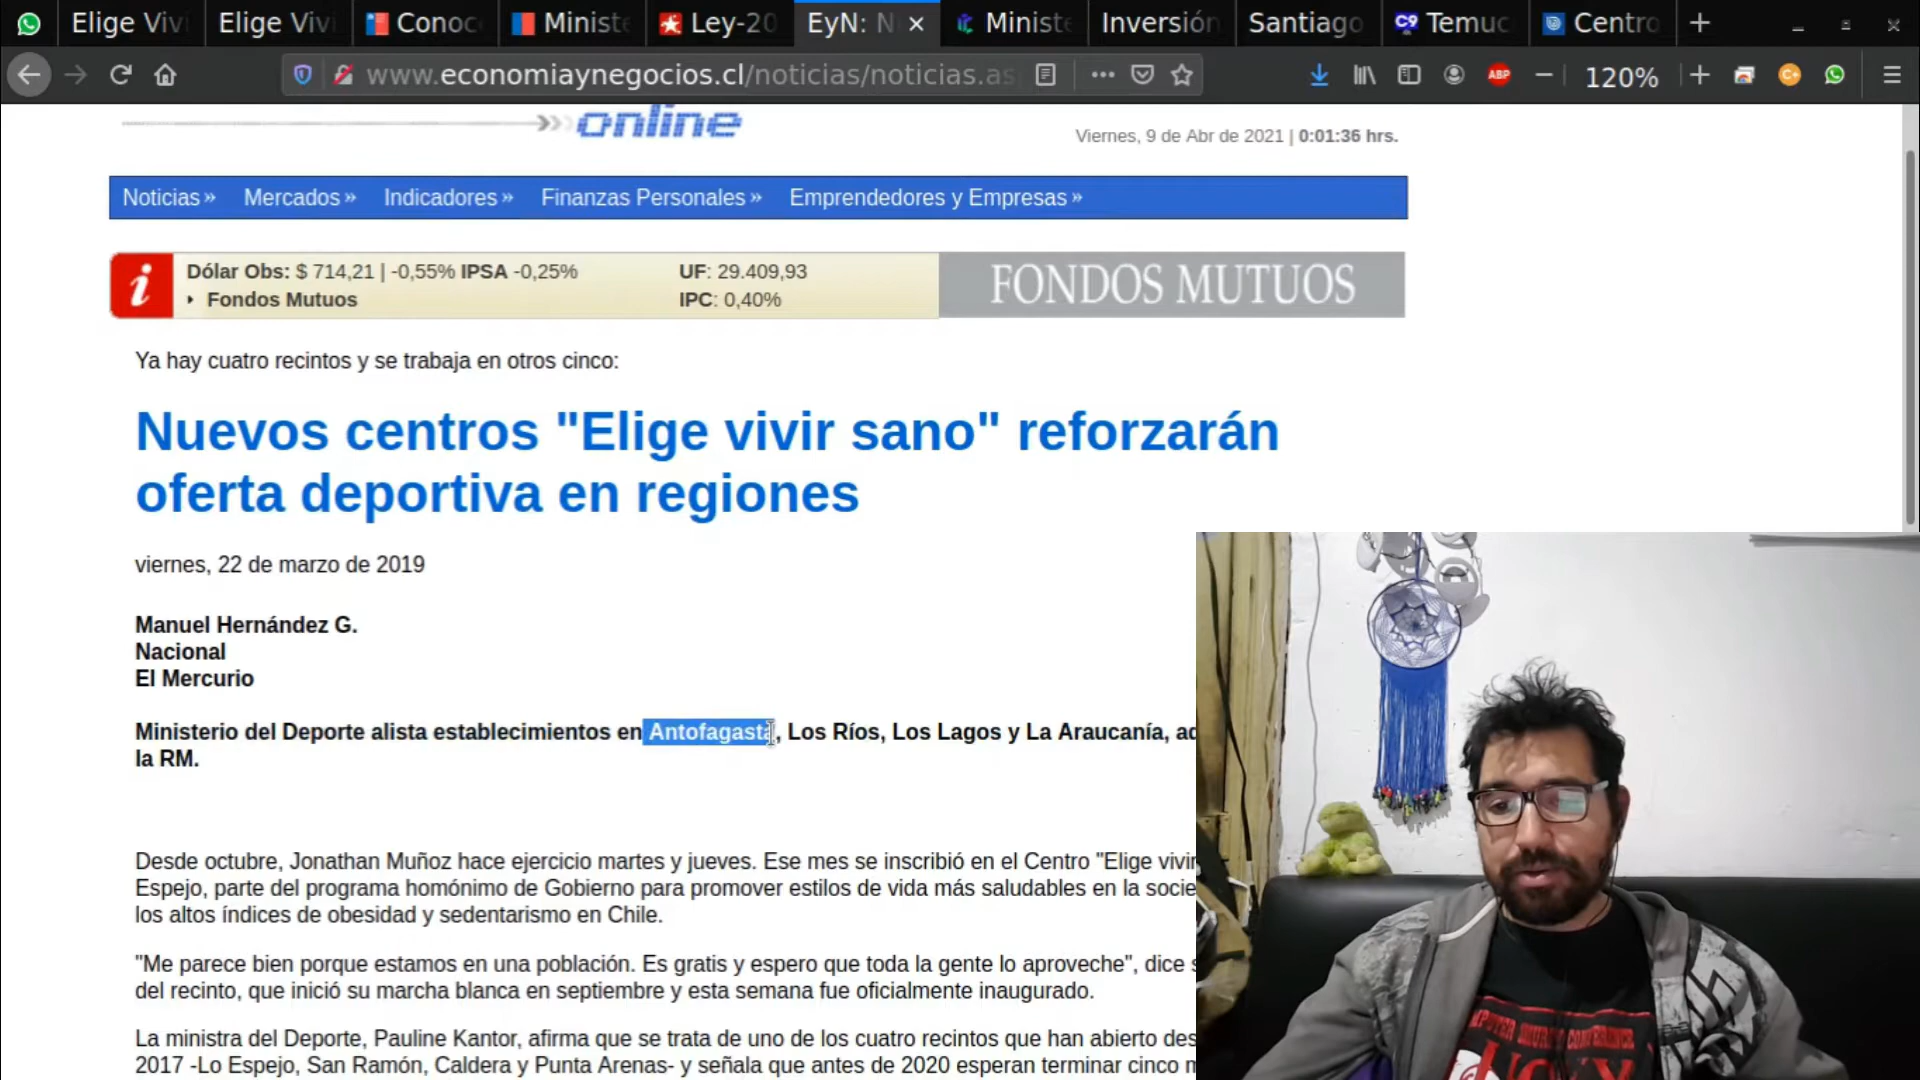 Elige Viv
Elige Viv
Conoc
Minist
Ley-20
EyN: N
Minist
Inversión
Santiago
Temuc
Centro
www.economiaynegocios.cl/noticias/noticias.as
ABP
120%
online
Viernes, 9 de Abr de 2021 | 0:01:36 hrs.
Noticias» Mercados» Indicadores» Finanzas Personales» Emprendedores y Empresas»
i
Dólar Obs: $ 714,21 | -0,55% IPSA -0,25%
UF: 29.409,93
Fondos Mutuos
IPC: 0,40%
FONDOS MUTUOS
Ya hay cuatro recintos y se trabaja en otros cinco:
Nuevos centros "Elige vivir sano" reforzarán
oferta deportiva en regiones
viernes, 22 de marzo de 2019
Manuel Hernández G.
Nacional
El Mercurio
Ministerio del Deporte alista establecimientos en Antofagasta, Los Ríos, Los Lagos y La Araucanía, ad
la RM.
Desde octubre, Jonathan Muñoz hace ejercicio martes y jueves. Ese mes se inscribió en el Centro "Elige vivir
Espejo, parte del programa homónimo de Gobierno para promover estilos de vida más saludables en la socie
los altos índices de obesidad y sedentarismo en Chile.
"Me parece bien porque estamos en una población. Es gratis y espero que toda la gente lo aproveche", dice s
del recinto, que inició su marcha blanca en septiembre y esta semana fue oficialmente inaugurado.
La ministra del Deporte, Pauline Kantor, afirma que se trata de uno de los cuatro recintos que han abierto des
2017 -Lo Espejo, San Ramón, Caldera y Punta Arenas- y señala que antes de 2020 esperan terminar cinco m